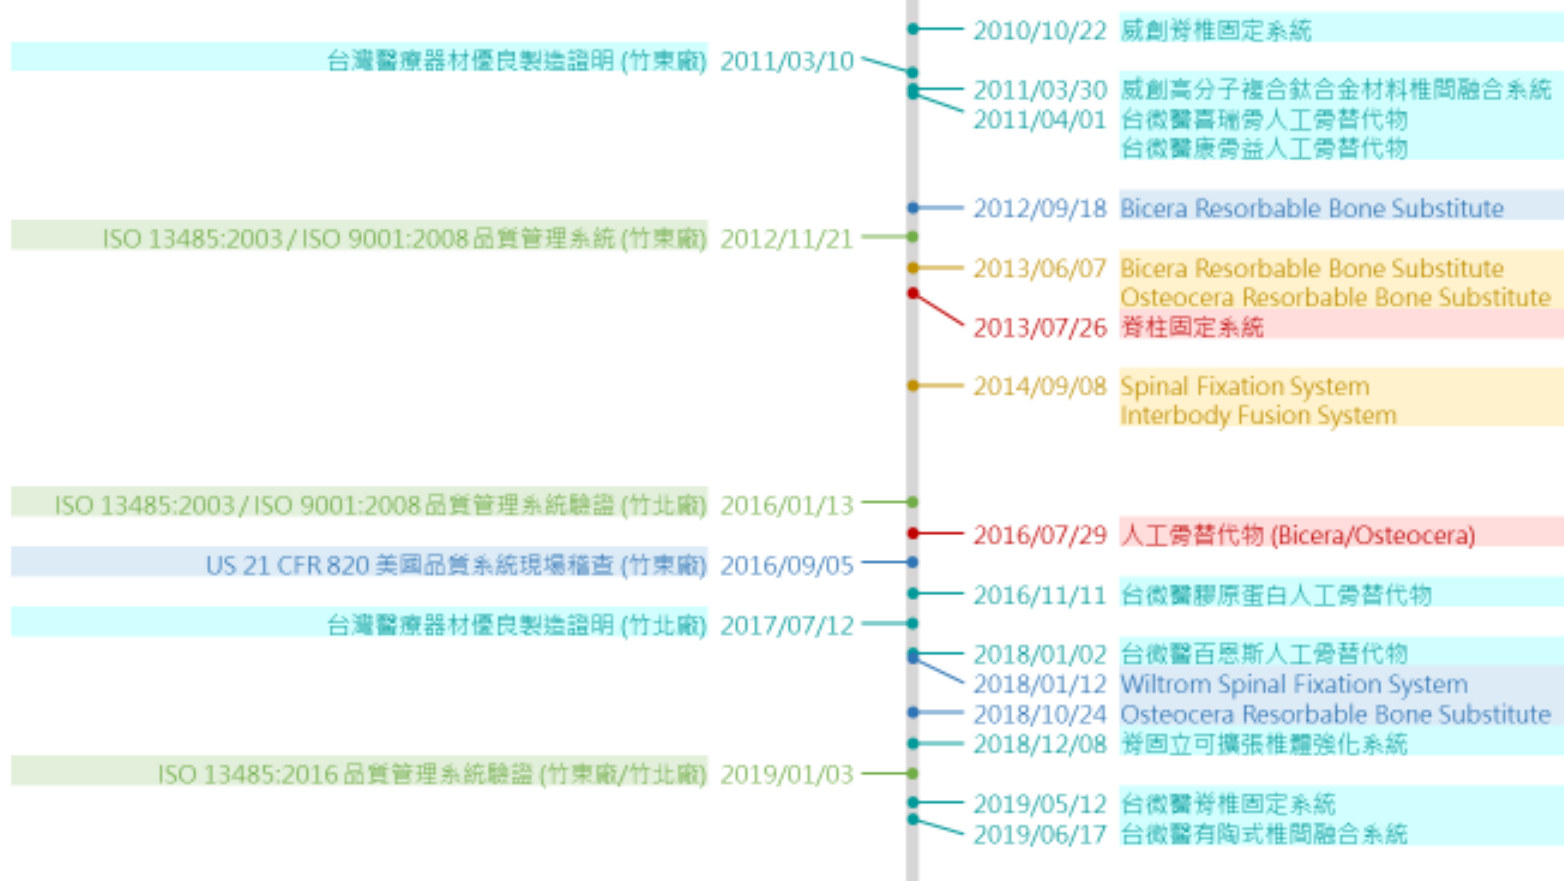 2010/10/22 威創脊椎固定系統
台灣醫療器材優良製造證明 (竹東廠) 2011/03/10
2011/03/30 威創高分子複合鈦合金材料椎間融合系統
2011/04/01 台微醫喜瑞骨人工骨替代物
台微醫康骨益人工骨替代物
2012/09/18 Bicera Resorbable Bone Substitute
ISO 13485:2003 / ISO 9001:2008 品質管理系統 (竹東廠) 2012/11/21
2013/06/07 Bicera Resorbable Bone Substitute
Osteocera Resorbable Bone Substitute
2013/07/26 脊柱固定系統
2014/09/08 Spinal Fixation System
Interbody Fusion System
ISO 13485:2003 / ISO 9001:2008 品質管理系統驗證 (竹北廠) 2016/01/13
2016/07/29 人工骨替代物 (Bicera/Osteocera)
US 21 CFR 820 美國品質系統現場稽查 (竹東廠) 2016/09/05
2016/11/11 台微醫膠原蛋白人工骨替代物
台灣醫療器材優良製造證明 (竹北廠) 2017/07/12
2018/01/02 台微醫百恩斯人工骨替代物
2018/01/12 Wiltrom Spinal Fixation System
2018/10/24 Osteocera Resorbable Bone Substitute
2018/12/08 脊固立可擴張椎體強化系統
ISO 13485:2016 品質管理系統驗證 (竹東廠/竹北廠) 2019/01/03
2019/05/12 台微醫脊椎固定系統
2019/06/17 台微醫有陶式椎間融合系統